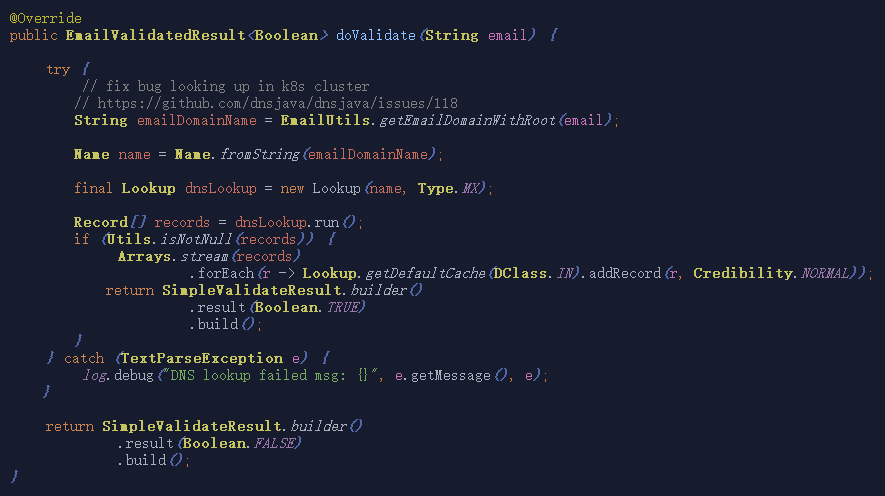 @Override
public EmailValidatedResult<Boolean> doValidate(String email) {
try {
// fix bug looking up in k8s cluster
// https://github.com/dnsjava/dnsjava/issues/118
String emailDomainName = EmailUtils.getEmailDomainWithRoot(email);
Name name = Name.fromString(emailDomainName);
final Lookup dnsLookup = new Lookup(name, Type.MX);
Record[] records = dnsLookup.run();
if (Utils.isNotNull(records)) {
Arrays.stream(records)
.forEach(r -> Lookup.getDefaultCache(DClass.IN).addRecord(r, Credibility.NORMAL));
return SimpleValidateResult.builder()
.result(Boolean.TRUE)
.build();
}
} catch (TextParseException e) {
log.debug("DNS lookup failed msg: {}", e.getMessage(), e);
}
return SimpleValidateResult.builder()
.result(Boolean.FALSE)
.build();
}